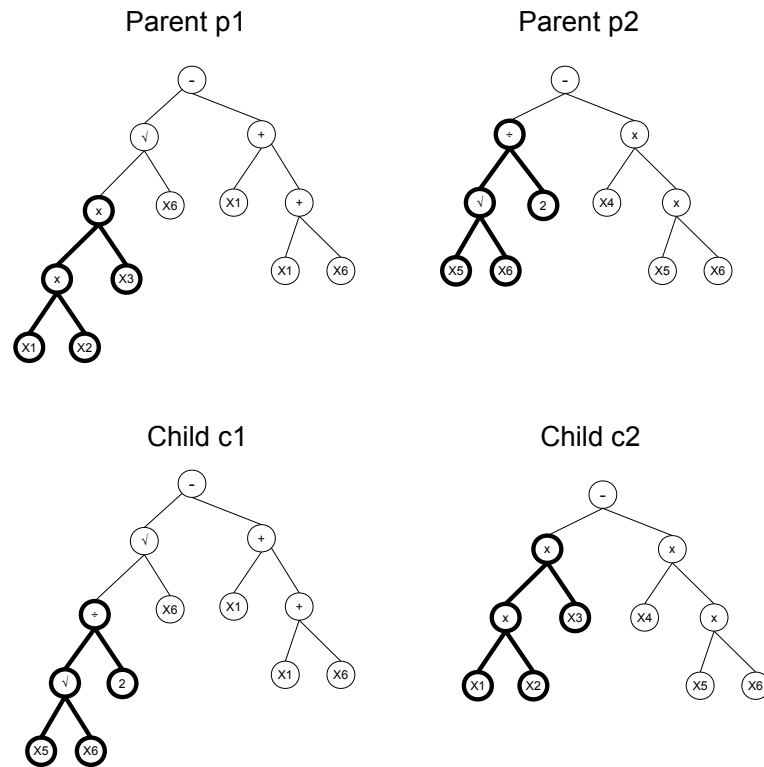 Parent p1 Parent p2
- -
√ + ÷ x
x X6 X1 + √ 2 X4 x
x X3 X1 X6 X5 X6 X5 X6
X1 X2
Child c1 Child c2
- -
√ + x x
÷ X6 X1 + x X3 X4 x
√ 2 X1 X6 X1 X2 X5 X6
X5 X6